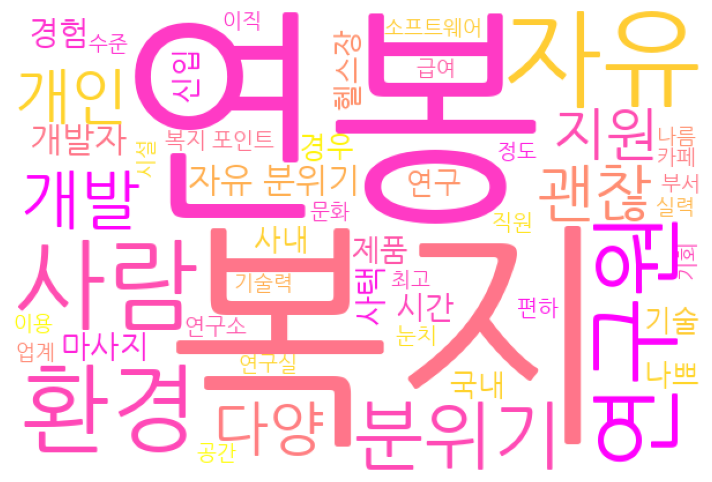 연봉
복지
자유
사람
환경
연구원
분위기
개발
개인
다양
지원
괜찮
경험
수준
이직
신입
헬스장
소프트웨어
급여
개발자
시설
복지 포인트
경우
정도
나름
카페
자유 분위기
연구
부서
실력
문화
직원
사내
제품
기술력
사택
최고
시간
편하
기회
이용
업계
마사지
연구소
눈치
기술
연구실
국내
나쁘
공간